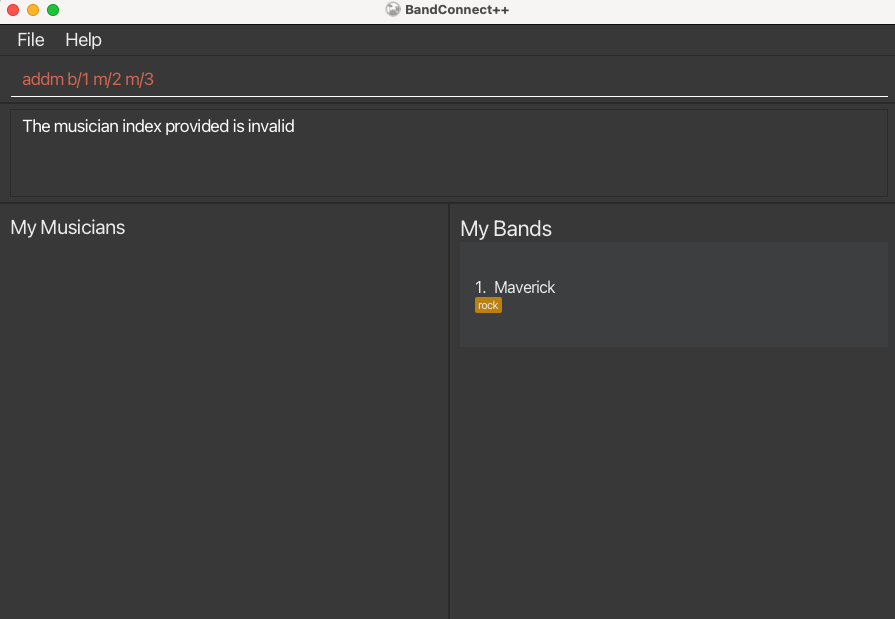 BandConnect++
File Help
addm b/1 m/2 m/3
The musician index provided is invalid
My Musicians
My Bands
1. Maverick
rock